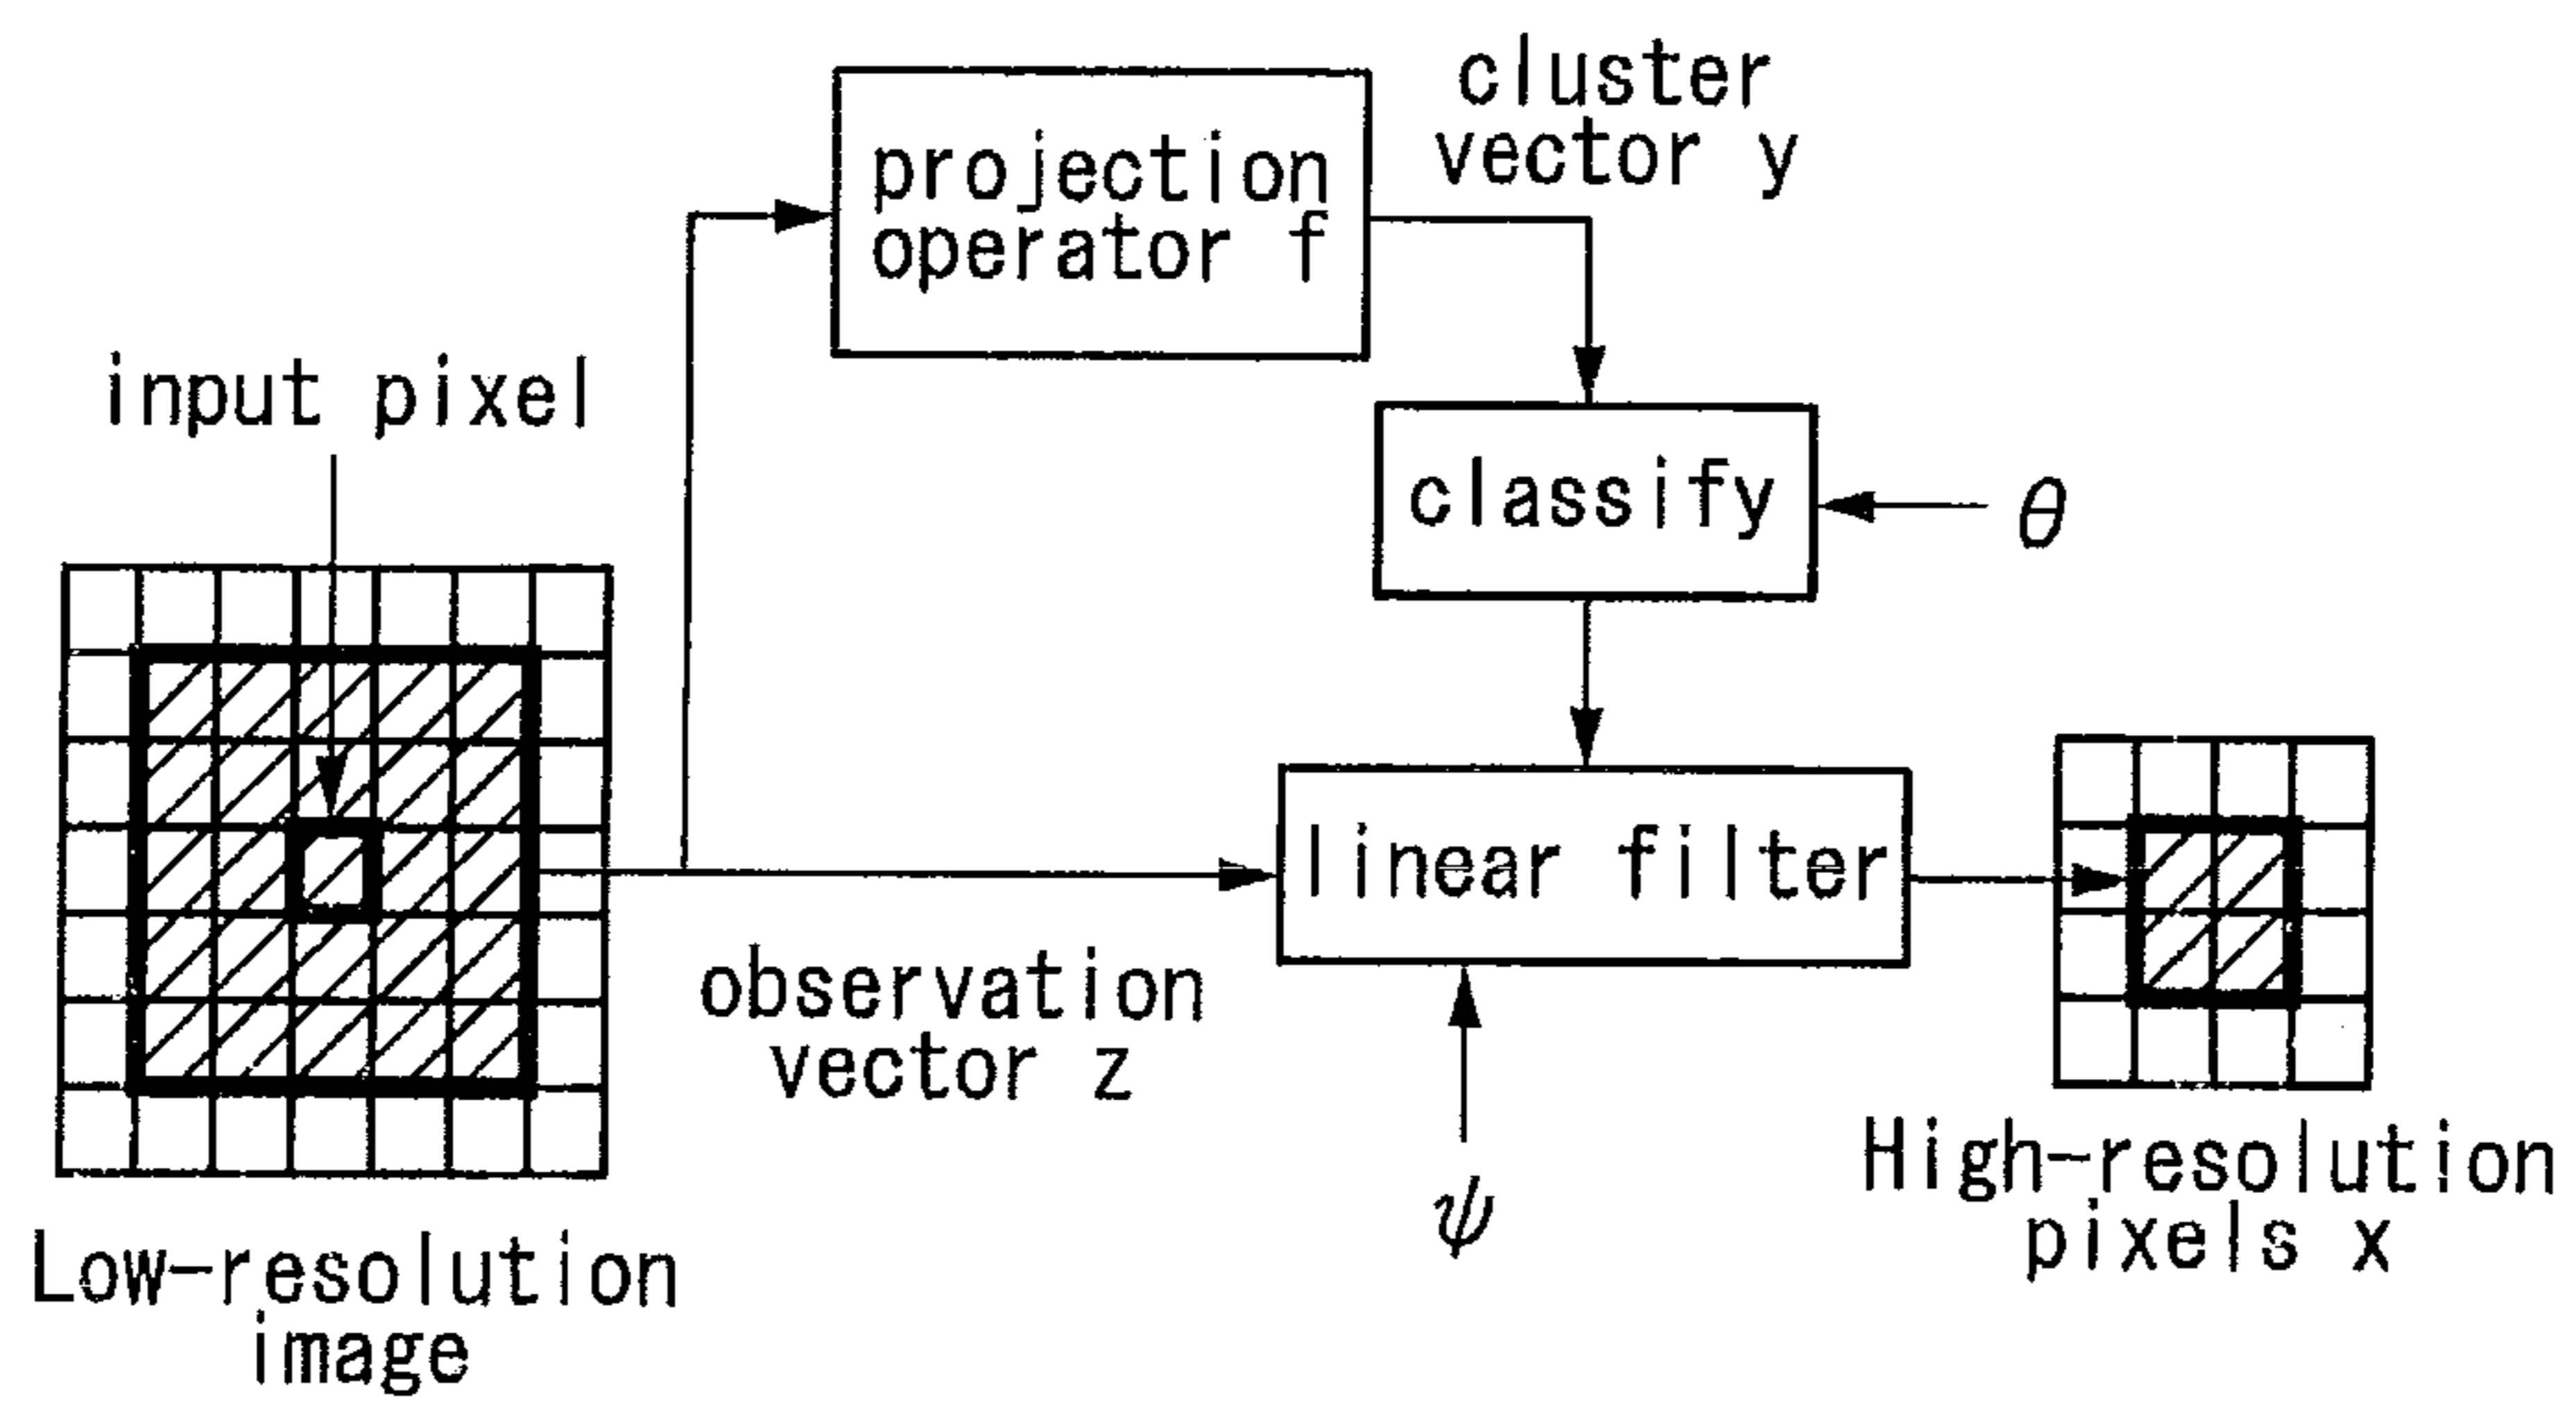 cluster
vector y
projection
operator f
input pixel
classify
θ
linear filter
observation
vector z
ψ
High-resolution
pixels x
Low-resolution
image